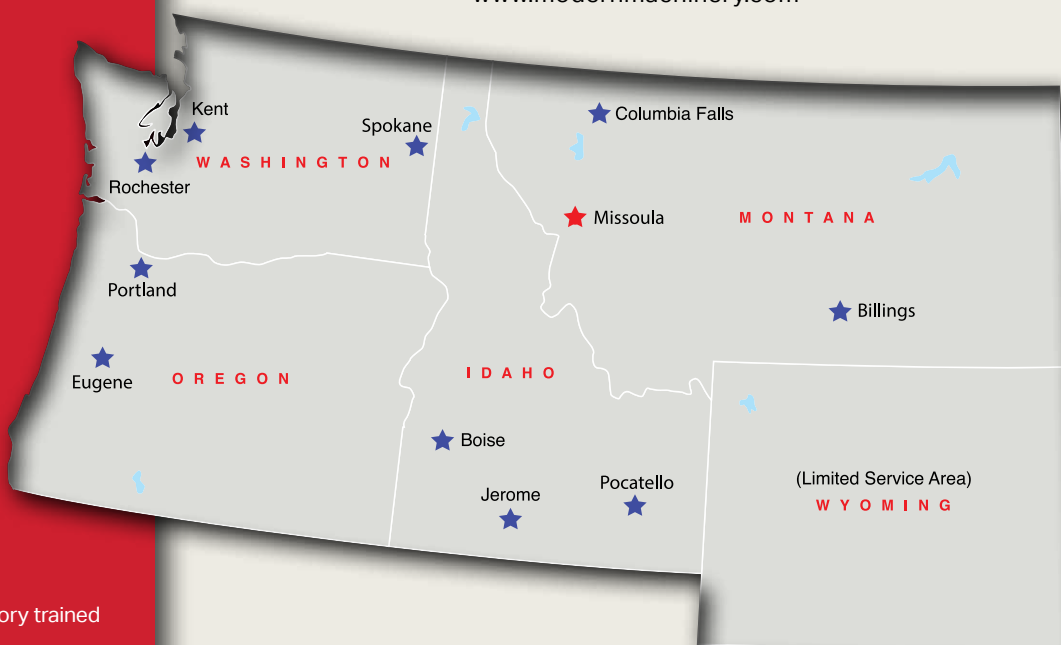 Kent
Spokane
Columbia Falls
WASHINGTON
Rochester
Missoula
MONTANA
Portland
Billings
Eugene
OREGON
IDAHO
Boise
Jerome
Pocatello
(Limited Service Area)
WYOMING
trained